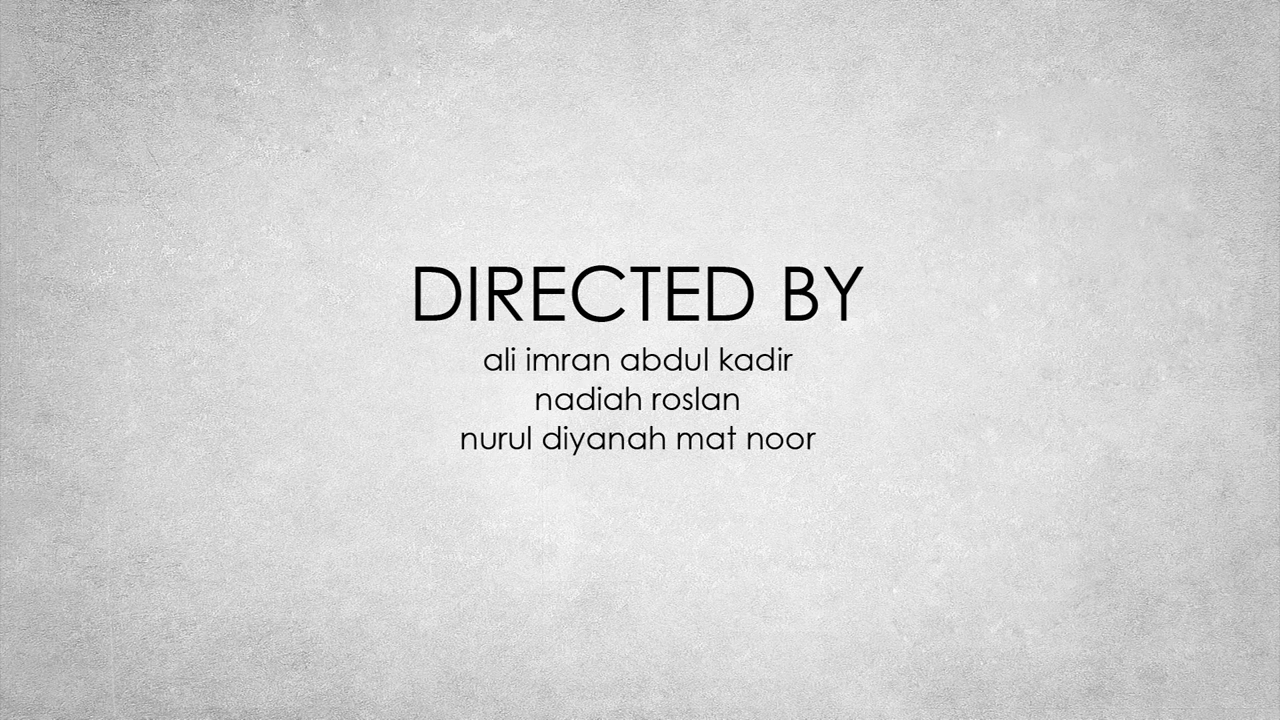 DIRECTED BY
ali imran abdul kadir
nadiah roslan
nurul diyanah mat noor